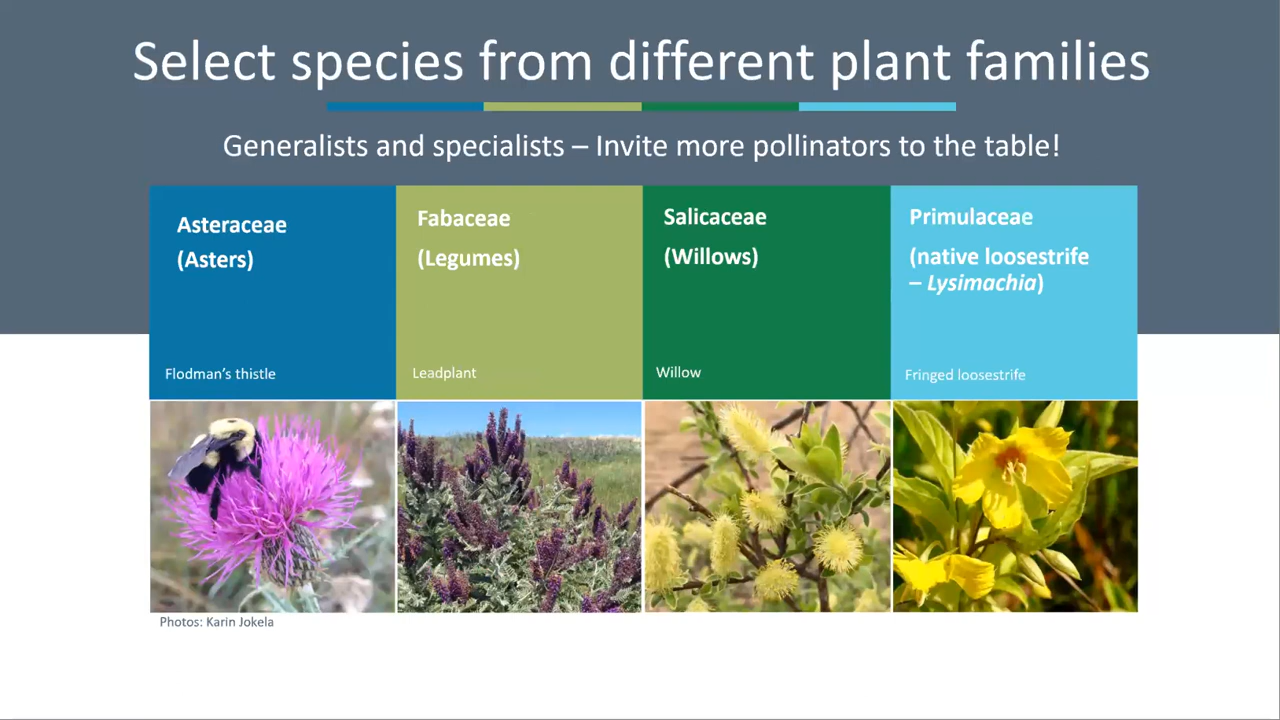 Select species from different plant families
Generalists and specialists – Invite more pollinators to the table!
Asteraceae
(Asters)
Flodman's thistle
Fabaceae
(Legumes)
Leadplant
Salicaceae
(Willows)
Willow
Primulaceae
(native loosestrife
– Lysimachia)
Fringed loosestrife
Photos: Karin Jokela